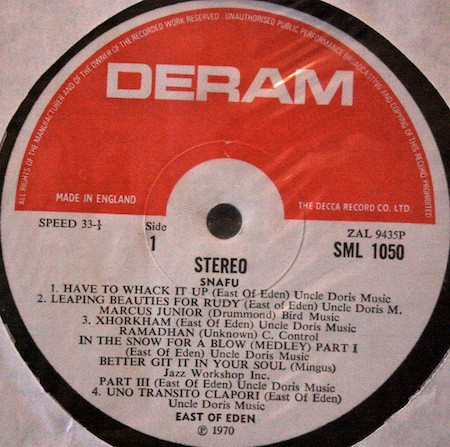 ALL RIGHTS OF THE MANUFACTURER AND OF THE OWNER OF THE RECORDED WORK RESERVED · UNAUTHORISED PUBLIC PERFORMANCE BROADCASTING AND COPYING OF THIS RECORD PROHIBITED
DERAM
MADE IN ENGLAND
THE DECCA RECORD CO. LTD.
SPEED 33-⅓
Side
1
ZAL 9435P
SML 1050
STEREO
SNAFU
1. HAVE TO WHACK IT UP (East Of Eden) Uncle Doris Music
2. LEAPING BEAUTIES FOR RUDY (East of Eden) Uncle Doris M.
MARCUS JUNIOR (Drummond) Bird Music
3. XHORKHAM (East Of Eden) Uncle Doris Music
RAMADHAN (Unknown) C. Control
IN THE SNOW FOR A BLOW (MEDLEY) PART I
(East Of Eden) Uncle Doris Music
BETTER GIT IT IN YOUR SOUL (Mingus)
Jazz Workshop Inc.
PART III (East Of Eden) Uncle Doris Music
4. UNO TRANSITO CLAPORI (East Of Eden)
Uncle Doris Music
EAST OF EDEN
℗ 1970